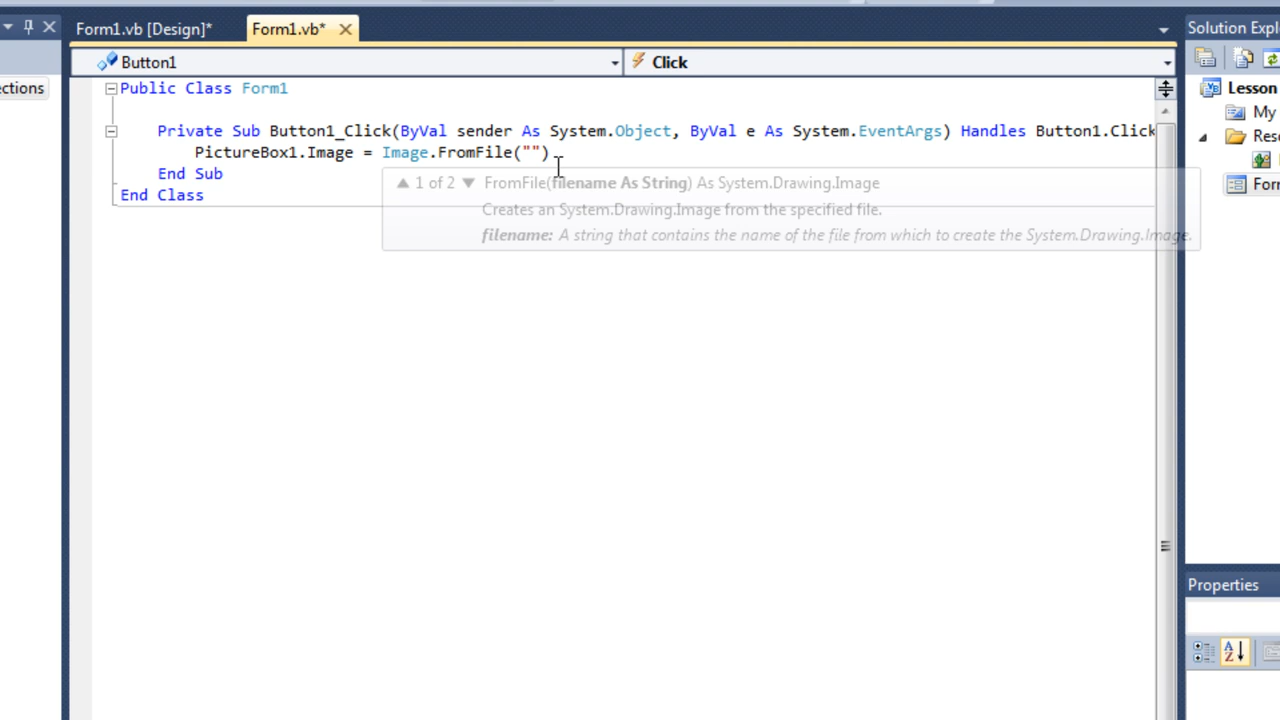 Form1.vb [Design]*
Form1.vb*
Solution Expl
Button1
Click
ections
Public Class Form1
Lesson
My
Private Sub Button1_Click(ByVal sender As System.Object, ByVal e As System.EventArgs) Handles Button1.Click
Res
PictureBox1.Image = Image.FromFile("")
End Sub
1 of 2 FromFile(filename As String) As System.Drawing.Image
Forr
End Class
Creates an System.Drawing.Image from the specified file.
filename: A string that contains the name of the file from which to create the System.Drawing.Image.
Properties